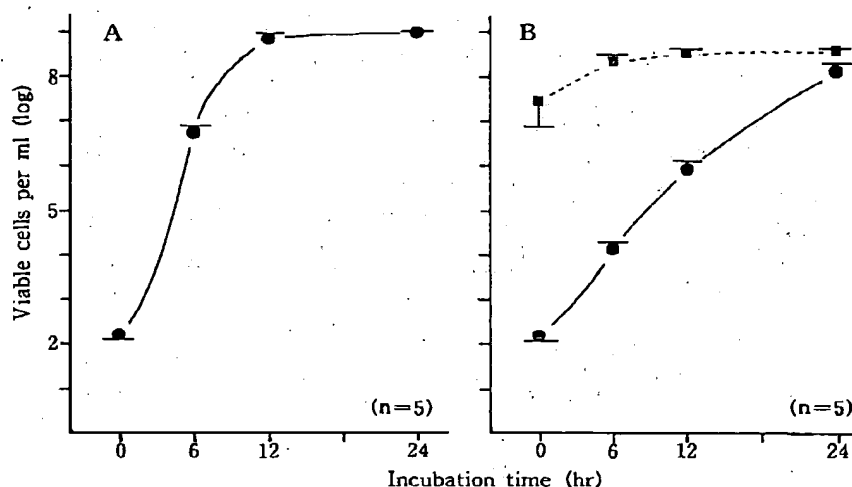 A
B
Viable cells per ml (log)
8
5
2
(n=5)
(n=5)
0 6 12 24
0 6 12 24
Incubation time (hr)